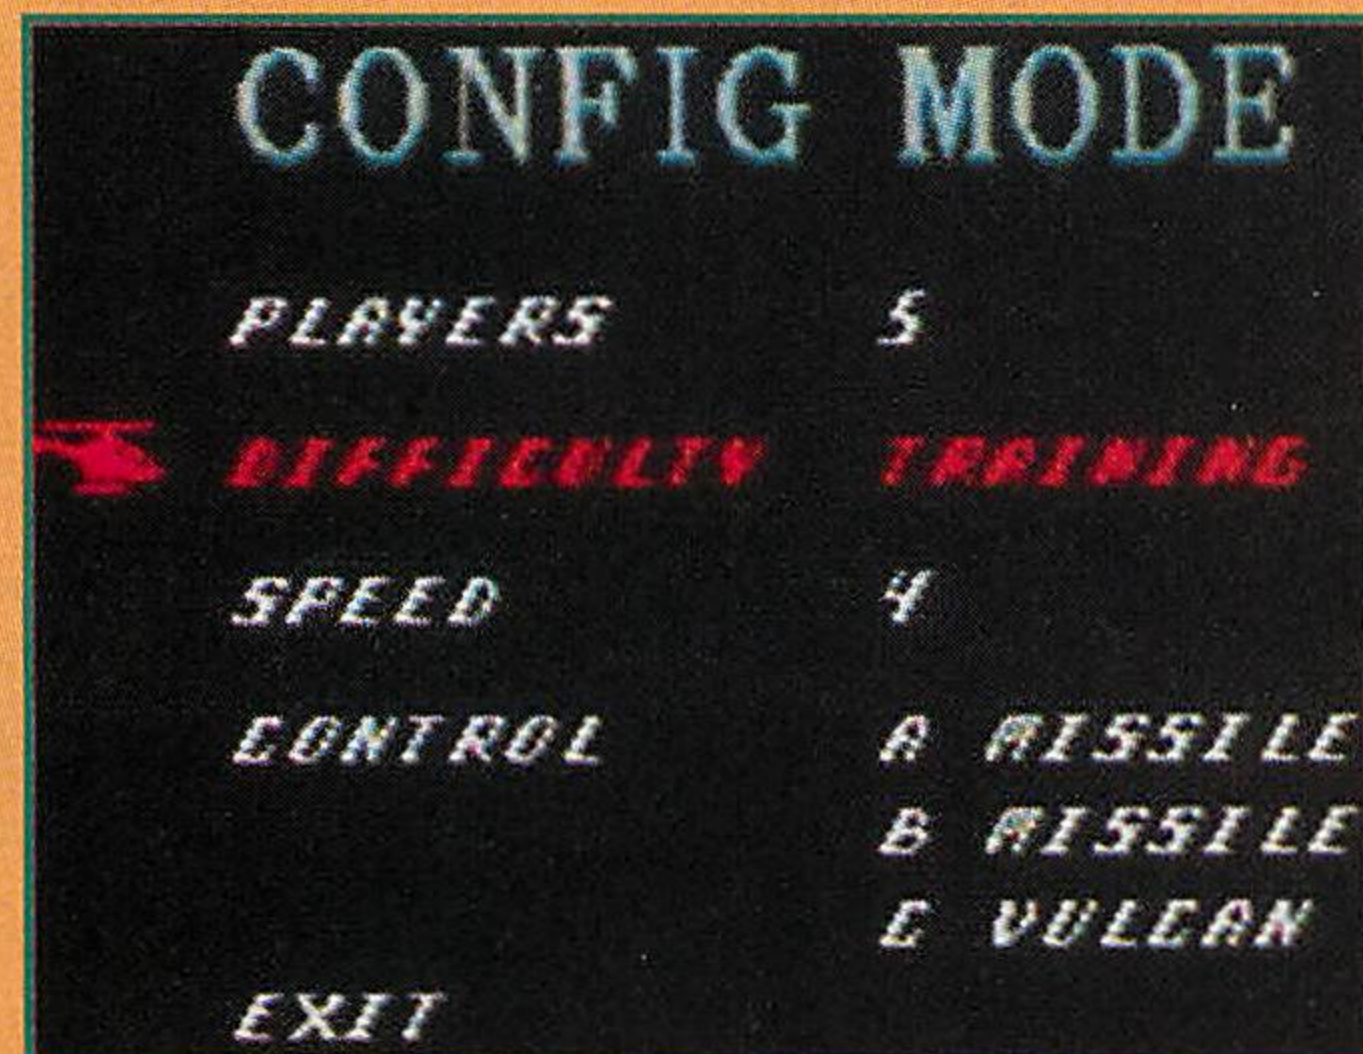 CONFIG MODE
PLAYERS 5
DIFFICULTY TRAINING
SPEED 4
CONTROL A MISSILE
B MISSILE
C VULCAN
EXIT